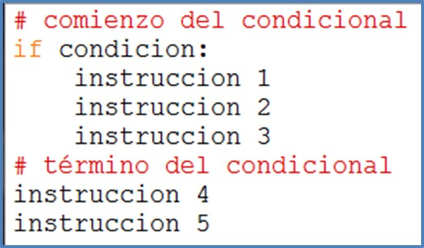 # comienzo del condicional
if condicion:
    instruccion 1
    instruccion 2
    instruccion 3
# término del condicional
instruccion 4
instruccion 5